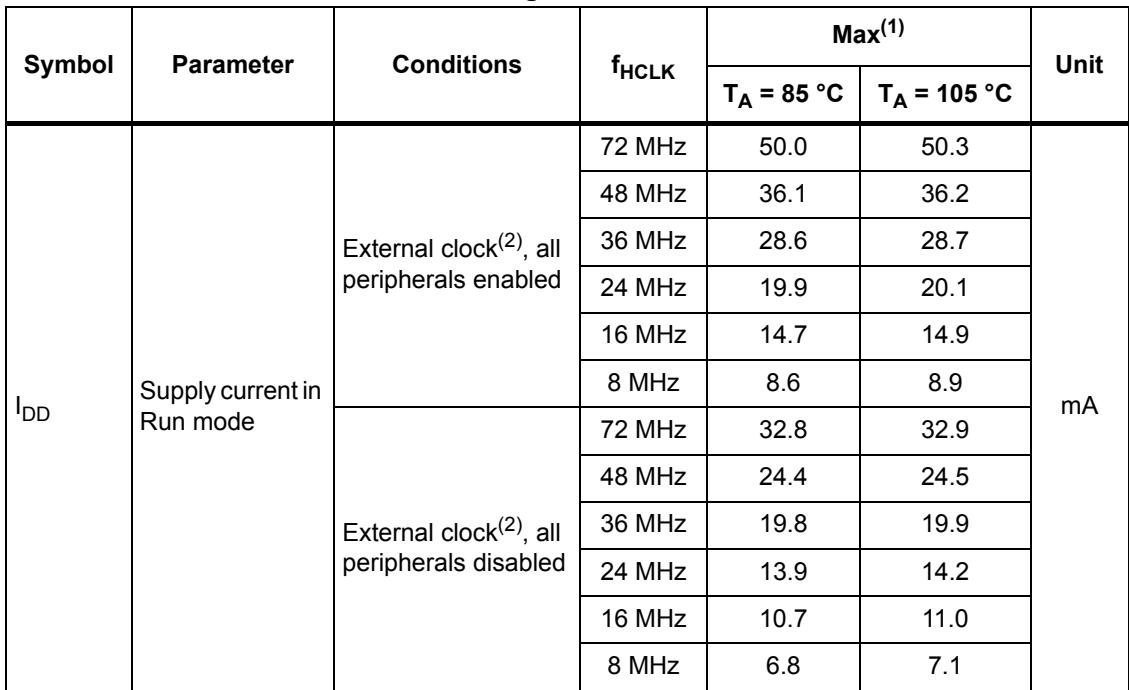 Symbol Parameter Conditions fHCLK Max(1) Unit
TA = 85 °C TA = 105 °C
IDD Supply current in Run mode External clock(2), all peripherals enabled 72 MHz 50.0 50.3 mA
48 MHz 36.1 36.2
36 MHz 28.6 28.7
24 MHz 19.9 20.1
16 MHz 14.7 14.9
8 MHz 8.6 8.9
External clock(2), all peripherals disabled 72 MHz 32.8 32.9
48 MHz 24.4 24.5
36 MHz 19.8 19.9
24 MHz 13.9 14.2
16 MHz 10.7 11.0
8 MHz 6.8 7.1